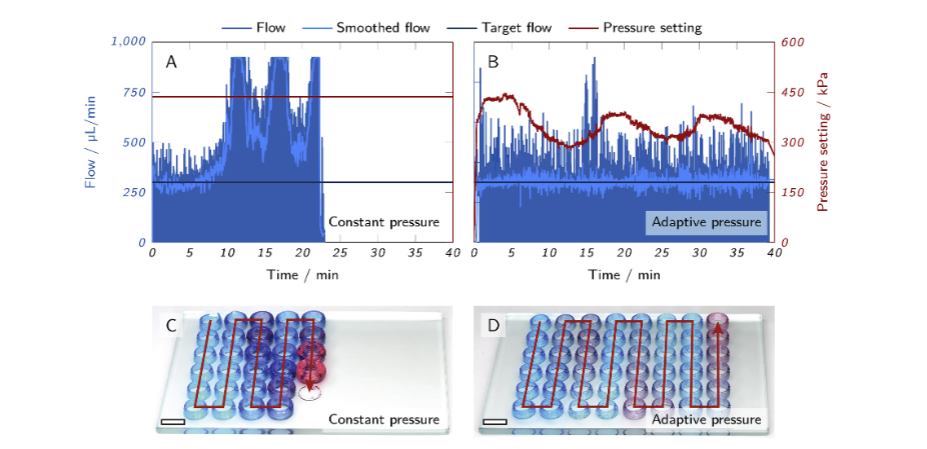 Flow Smoothed flow Target flow Pressure setting
A
1,000
750
500
250
0
Flow / µL/min
Constant pressure
0 5 10 15 20 25 30 35 40
Time / min
B
600
450
300
150
0
Pressure setting / kPa
Adaptive pressure
0 5 10 15 20 25 30 35 40
Time / min
C
Constant pressure
D
Adaptive pressure